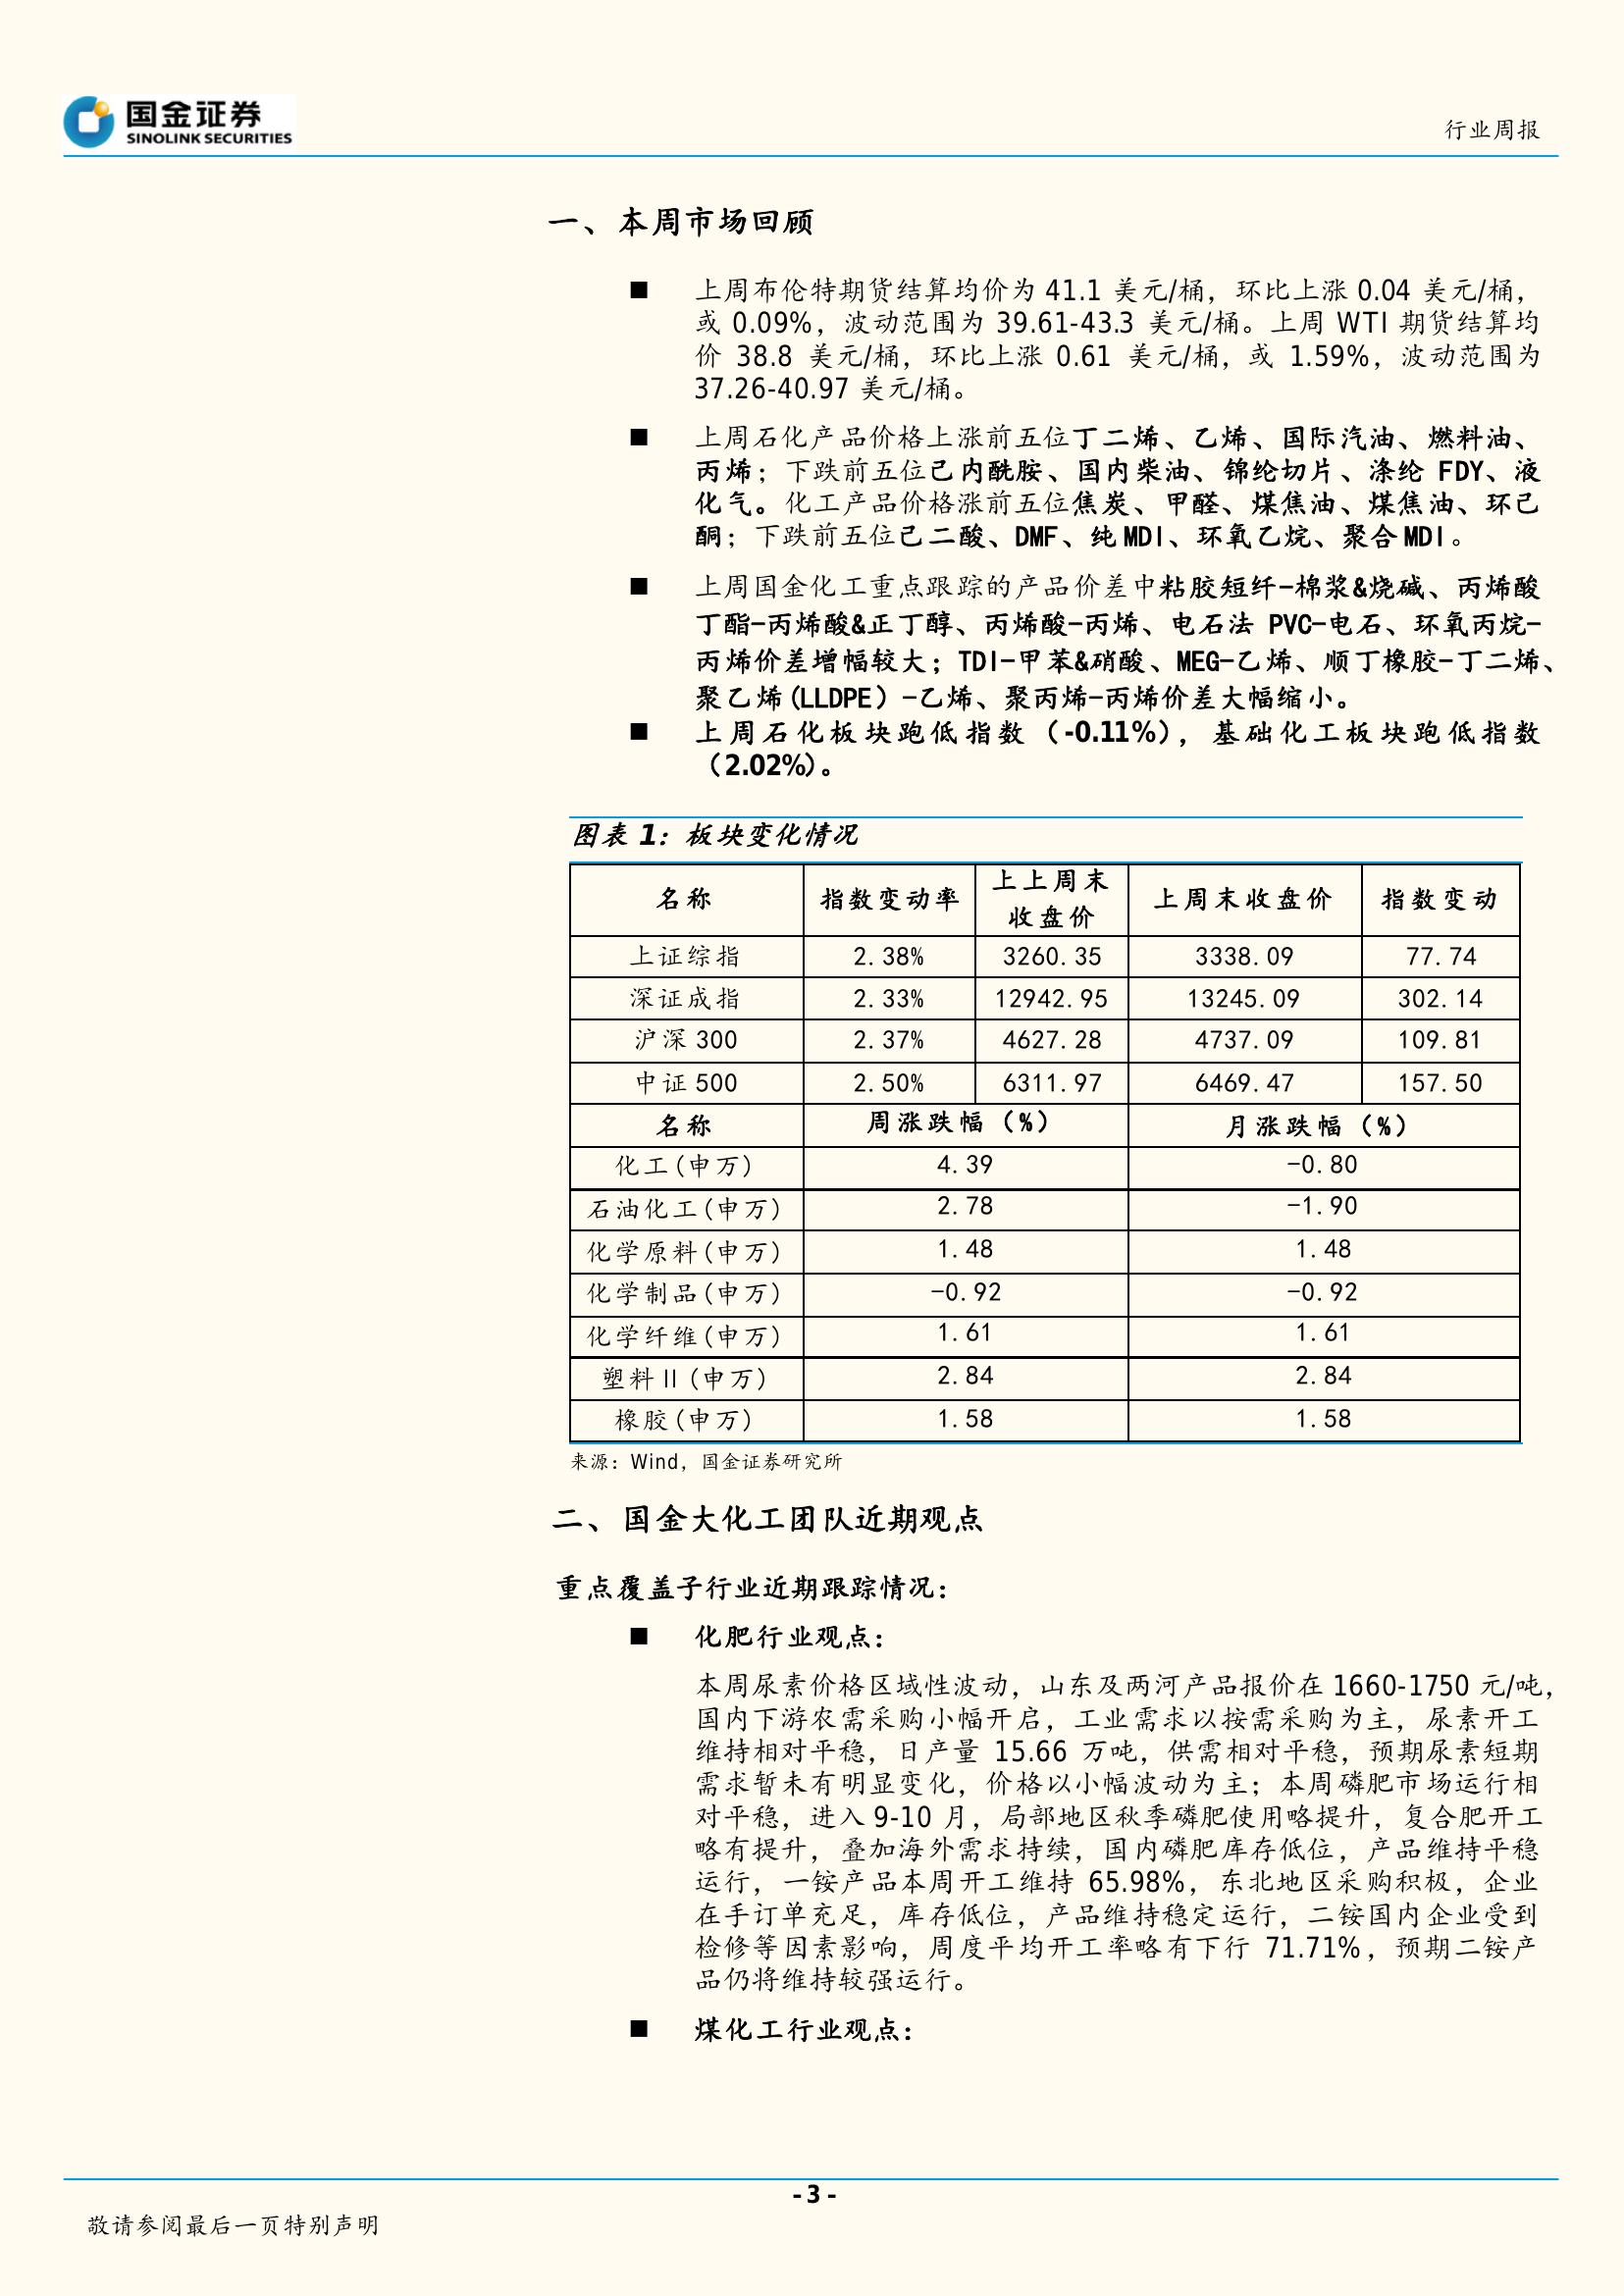 国金证券
SINOLINK SECURITIES
行业周报
一、本周市场回顾
■ 上周布伦特期货结算均价为 41.1 美元/桶，环比上涨 0.04 美元/桶，
或 0.09%，波动范围为 39.61-43.3 美元/桶。上周 WTI 期货结算均
价 38.8 美元/桶，环比上涨 0.61 美元/桶，或 1.59%，波动范围为
37.26-40.97 美元/桶。
■ 上周石化产品价格上涨前五位丁二烯、乙烯、国际汽油、燃料油、
丙烯；下跌前五位己内酰胺、国内柴油、锦纶切片、涤纶 FDY、液
化气。化工产品价格涨前五位焦炭、甲醛、煤焦油、煤焦油、环己
酮；下跌前五位己二酸、DMF、纯 MDI、环氧乙烷、聚合 MDI。
■ 上周国金化工重点跟踪的产品价差中粘胶短纤-棉浆&烧碱、丙烯酸
丁酯-丙烯酸&正丁醇、丙烯酸-丙烯、电石法 PVC-电石、环氧丙烷-
丙烯价差增幅较大；TDI-甲苯&硝酸、MEG-乙烯、顺丁橡胶-丁二烯、
聚乙烯(LLDPE）-乙烯、聚丙烯-丙烯价差大幅缩小。
■ 上周石化板块跑低指数（-0.11%)，基础化工板块跑低指数
（2.02%)。
图表 1：板块变化情况
名称 指数变动率 上上周末 上周末收盘价 指数变动
收盘价
上证综指 2.38% 3260.35 3338.09 77.74
深证成指 2.33% 12942.95 13245.09 302.14
沪深 300 2.37% 4627.28 4737.09 109.81
中证 500 2.50% 6311.97 6469.47 157.50
名称 周涨跌幅（%） 月涨跌幅（%）
化工(申万) 4.39 -0.80
石油化工(申万) 2.78 -1.90
化学原料(申万) 1.48 1.48
化学制品(申万) -0.92 -0.92
化学纤维(申万) 1.61 1.61
塑料 II (申万) 2.84 2.84
橡胶(申万) 1.58 1.58
来源：Wind，国金证券研究所
二、国金大化工团队近期观点
重点覆盖子行业近期跟踪情况：
■ 化肥行业观点：
本周尿素价格区域性波动，山东及两河产品报价在 1660-1750 元/吨，
国内下游农需采购小幅开启，工业需求以按需采购为主，尿素开工
维持相对平稳，日产量 15.66 万吨，供需相对平稳，预期尿素短期
需求暂未有明显变化，价格以小幅波动为主；本周磷肥市场运行相
对平稳，进入 9-10 月，局部地区秋季磷肥使用略提升，复合肥开工
略有提升，叠加海外需求持续，国内磷肥库存低位，产品维持平稳
运行，一铵产品本周开工维持 65.98%，东北地区采购积极，企业
在手订单充足，库存低位，产品维持稳定运行，二铵国内企业受到
检修等因素影响，周度平均开工率略有下行 71.71%，预期二铵产
品仍将维持较强运行。
■ 煤化工行业观点：
- 3 -
敬请参阅最后一页特别声明